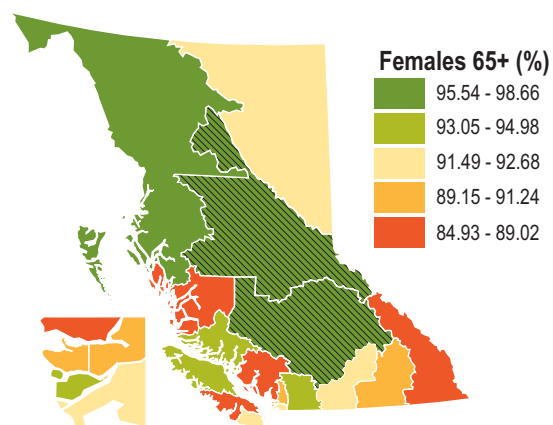 Females 65+ (%)
95.54 - 98.66
93.05 - 94.98
91.49 - 92.68
89.15 - 91.24
84.93 - 89.02